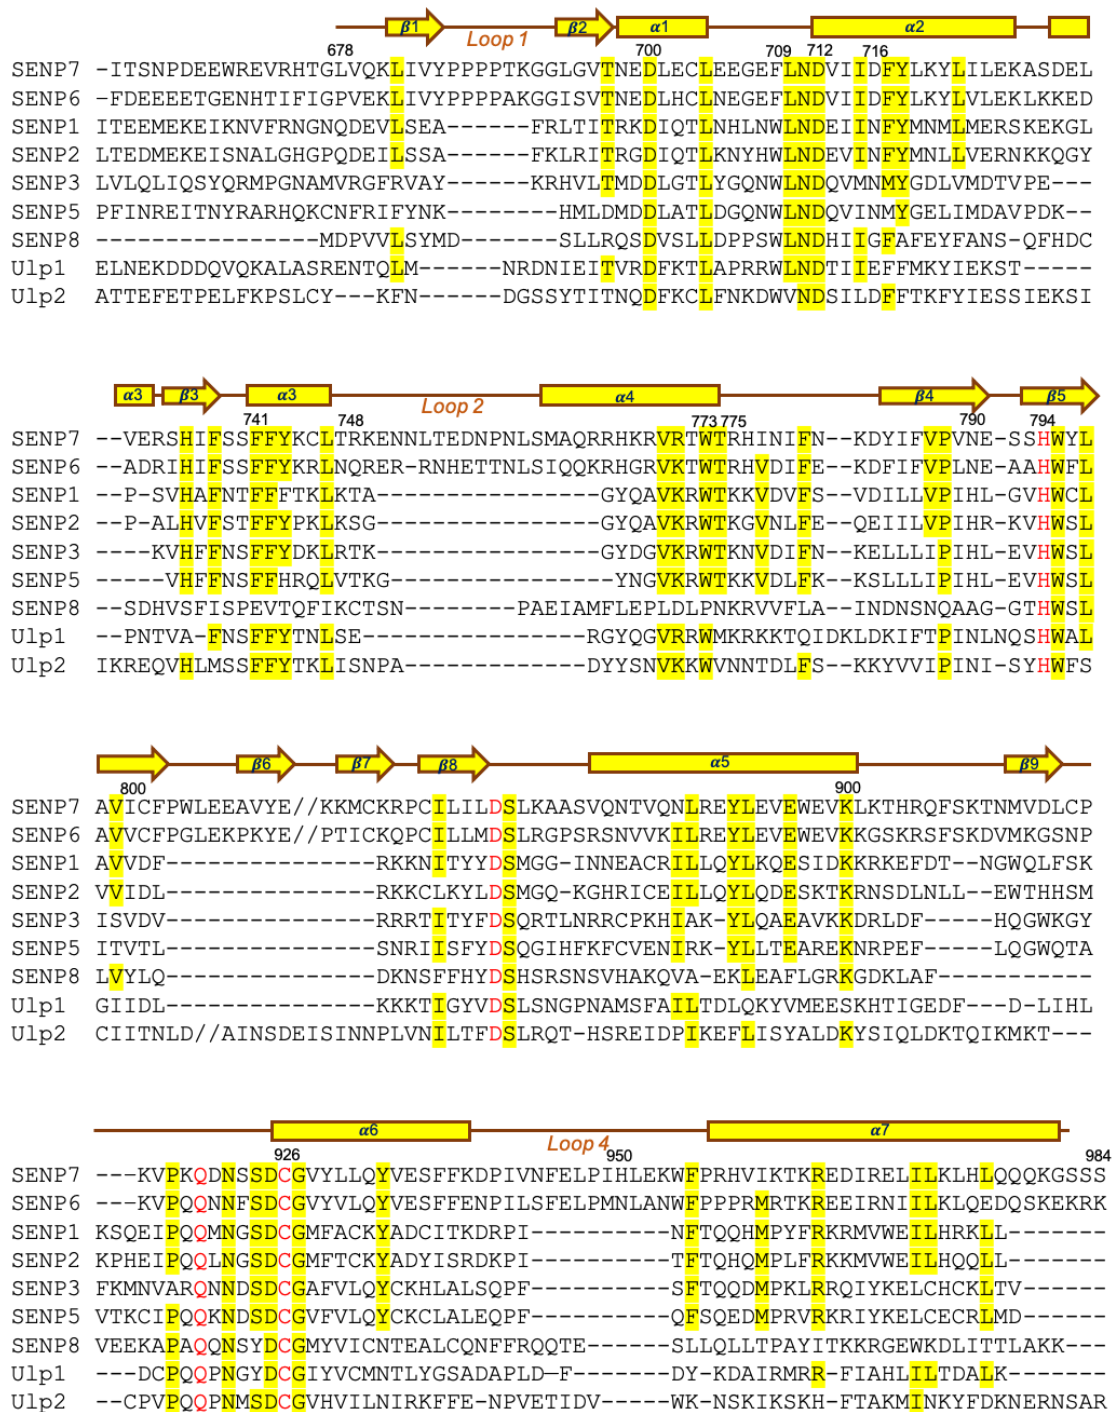 β1 Loop 1 β2 α1 α2
678 700 709 712 716
SENP7 -ITSNPDEEWREVRHTGLVQKLIVYPPPPTKGGLGVTNEDLECLEEGEFLNDVIIDFYLKYLILEKASDEL
SENP6 -FDEEEETGENHTIFIGPVEKLIVYPPPPAKGGISVTNEDLHCLNEGEFLNDVIIDFYLKYLVLEKLKKED
SENP1 ITEEMEKEIKNVFRNGNQDEVLSEA-------FRLTITRKDIQTLNHLNWLNDEIINFYMNMLMERSKEKGL
SENP2 LTEDMEKEISNALGHGPQDEILSSA-------FKLRITRGDIQTLKNYHWLNDEVINFYMNLLVERNKKQGY
SENP3 LVLQLIQSYQRMPGNAMVRGFRVAY-------KRHVLTMDDLGTLYGQNWLNDQVMNMYGDLVMDTVPE---
SENP5 PFINREITNYRARHQKCNFRIFYNK-------HMLDMDDLATLDGQNWLNDQVINMYGELIMDAVPDK--
SENP8 ----------------MDPVVLSYMD-------SLLRQSDVSLLDPPSWLNDHIIGFAFEYFANS-QFHDC
Ulp1 ELNEKDDDQVQKALASRENTQLM------NRDNIEITVRDFKTLAPRRWLNDTIIEFFMKYIEKST-----
Ulp2 ATTEFETPELFKPSLCY---KFN------DGSSYTITNQDFKCLFNKDWVNDSILDFFTKFYIESSIEKSI
α3 β3 α3 Loop 2 α4 β4 β5
741 748 773 775 790 794
SENP7 --VERSHIFSSFFYKCLTRKENNLTEDNPNLSMAQRRHKRVRTWTRHINIFN--KDYIFVPVNE-SSHWYL
SENP6 --ADRIHIFSSFFYKRLNQRER-RNHETTNLSIQQKRHGRVKTWTRHVDIFE--KDFIFVPLNE-AAHWFL
SENP1 --P-SVHAFNTFFFTKLKTA----------------GYQAVKRWTKKVDVFS--VDILLVPIHL-GVHWCL
SENP2 --P-ALHVFSTFFYPKLKSG----------------GYQAVKRWTKGVNLFE--QEIILVPIHR-KVHWSL
SENP3 ----KVHFFNSFFYDKLRTK----------------GYDGVKRWTKNVDIFN--KELLLIPIHL-EVHWSL
SENP5 -----VHFFNSFFHRQLVTKG---------------YNGVKRWTKKVDLFK--KSLLLIPIHL-EVHWSL
SENP8 --SDHVSFISPEVTQFIKCTSN--------PAEIAMFLEPLDLPNKRVVFLA--INDNSNQAAG-GTHWSL
Ulp1 --PNTVA-FNSFFYTNLSE-----------------RGYQGVRRWMKRKKTQIDKLDKIFTPINLNQSHWAL
Ulp2 IKREQVHLMSSFFYTKLISNPA-------------DYYSNVKKWVNNTDLFS--KKYVVIPINI-SYHWFS
β6 β7 β8 α5 β9
800 900
SENP7 AVICFPWLEEAVYE//KKMCKRPCILILDSLKAASVQNTVQNLREYLEVEWEVKLKTHRQFSKTNMVDLCP
SENP6 AVVCFPGLEKPKYE//PTICKQPCILLMDSLRGPSRSNVVKILREYLEVEWEVKKGSKRSFSKDVMKGSNP
SENP1 AVVDF---------------RKKNITYYDSMGG-INNEACRILLQYLKQESIDKKRKEFDT--NGWQLFSK
SENP2 VVIDL---------------RKKCLKYLDSMGQ-KGHRICEILLQYLQDESKTKRNSDLNLL--EWTHHSM
SENP3 ISVDV---------------RRRTITYFDSQRTLNRRCPKHIAK-YLQAEAVKKDRLDF----HQGWKGY
SENP5 ITVTL---------------SNRIISFYDSQGIHFKFCVENIRK-YLLTEAREKNRPEF----LQGWQTA
SENP8 LVYLQ---------------DKNSFFHYDSHSRSNSVHAKQVA-EKLEAFLGRKGDKLAF-----------
Ulp1 GIIDL---------------KKKTIGYVDSLSNGPNAMSFAILTDLQKYVMEESKHTIGEDF---D-LIHL
Ulp2 CIITNLD//AINSDEISINNPLVNILTFDSLRQT-HSREIDPIKEFLISYALDKYSIQLDKTQIKMKT---
α6 Loop 4 α7
926 950 984
SENP7 ---KVPKQDNSSDCGVYLLQYVESFFKDPIVNFELPIHLEKWFPRHVIKTKREDIRELILKLHLQQQKGSSS
SENP6 ---KVPQQNNFSDCGVYVLQYVESFFENPILSFELPMNLANWFPPPRMRTKREEIRNIILKLQEDQSKEKRK
SENP1 KSQEIPQQMNGSDCGMFACKYADCITKDRPI----------NFTQQHMPYFRKRMVWEILHRKLL-------
SENP2 KPHEIPQQLNGSDCGMFTCKYADYISRDKPI----------TFTQHQMPLFRKKMVWEILHQQLL-------
SENP3 FKMNVARQNNDSDCGAFVLQYCKHLALSQPF----------SFTQQDMPKLRRQIYKELCHCKLTV------
SENP5 VTKCIPQQKNDSDCGVFVLQYCKCLALEQPF----------QFSQEDMPRVRKRIYKELCECRLMD------
SENP8 VEEKAPAQQNSYDCGMYVICNTEALCQNFFRQQTE------SLLQLLTPAYITKKRGEWKDLITTLAKK---
Ulp1 ---DCPQQPNGYDCGIYVCMNTLYGSADAPLD-F-------DY-KDAIRMRR-FIAHLILTDALK-------
Ulp2 --CPVPQQPNMSDCGVHVILNIRKFFE-NPVETIDV-----WK-NSKIKSKH-FTAKMINKYFDKNERNSAR